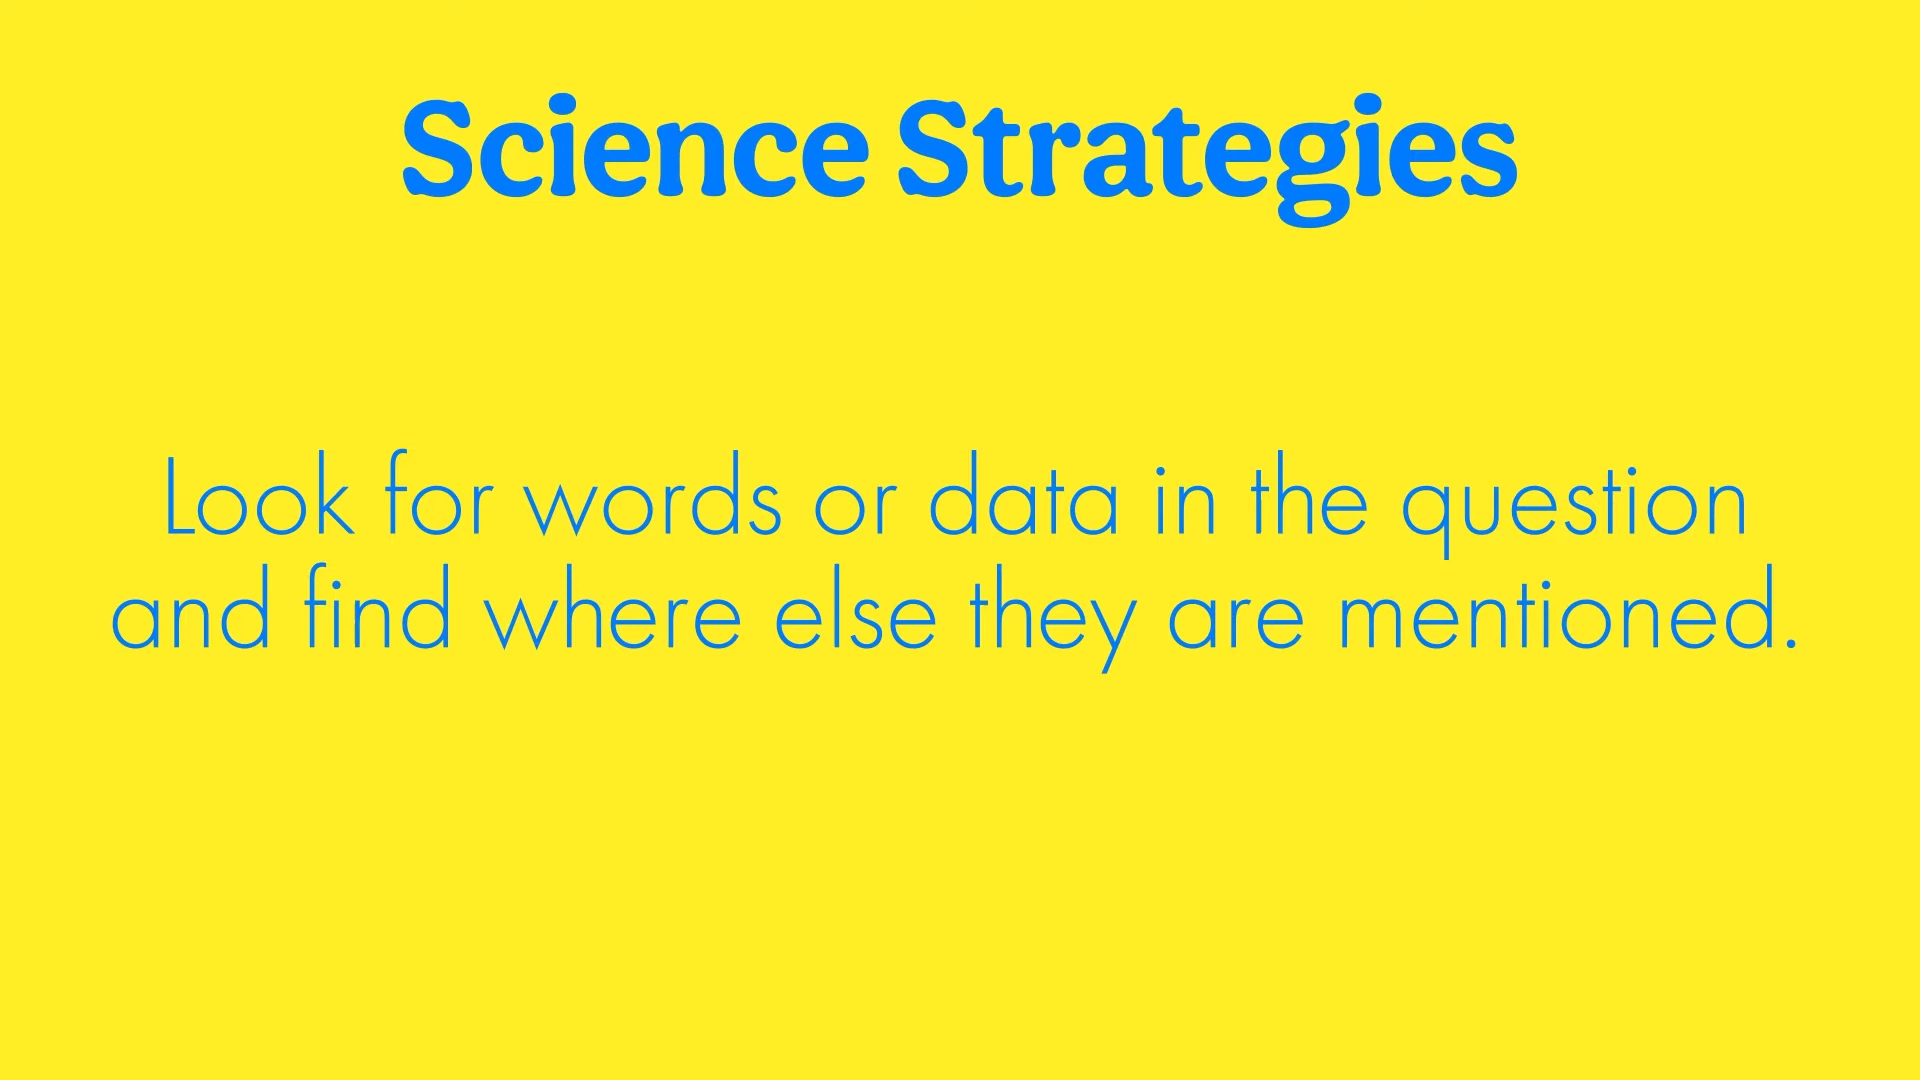 Science Strategies
Look for words or data in the question
and find where else they are mentioned.